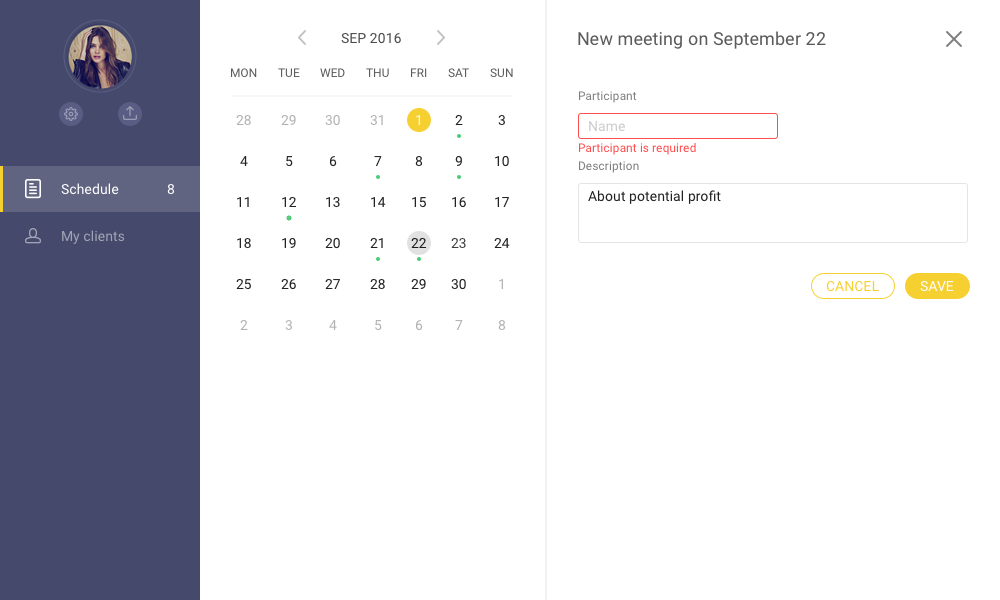 Schedule 8
My clients
SEP 2016
MON TUE WED THU FRI SAT SUN
28 29 30 31 1 2 3
4 5 6 7 8 9 10
11 12 13 14 15 16 17
18 19 20 21 22 23 24
25 26 27 28 29 30 1
2 3 4 5 6 7 8
New meeting on September 22
Participant
Name
Participant is required
Description
About potential profit
CANCEL SAVE